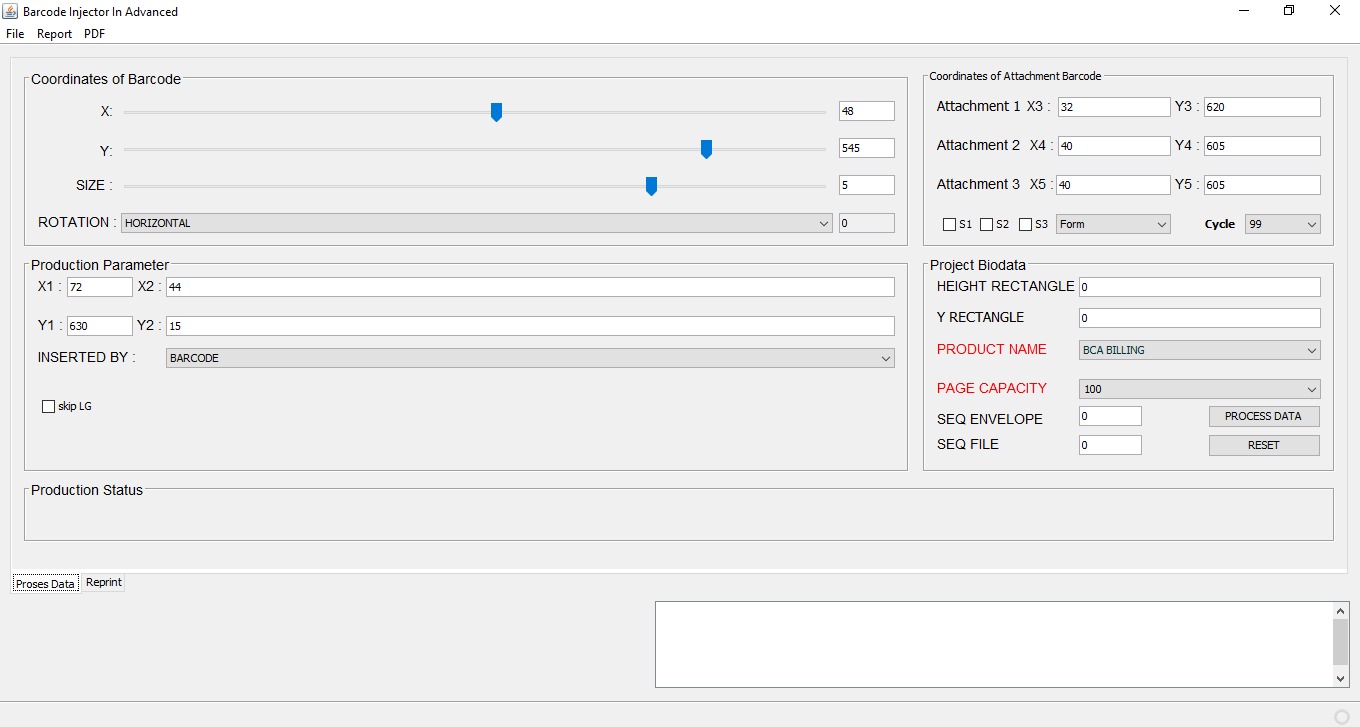 Barcode Injector In Advanced
File Report PDF
Coordinates of Barcode
X: 48
Y: 545
SIZE : 5
ROTATION : HORIZONTAL 0
Coordinates of Attachment Barcode
Attachment 1 X3 : 32 Y3 : 620
Attachment 2 X4 : 40 Y4 : 605
Attachment 3 X5 : 40 Y5 : 605
S1 S2 S3 Form Cycle 99
Production Parameter
X1 : 72 X2 : 44
Y1 : 630 Y2 : 15
INSERTED BY : BARCODE
skip LG
Project Biodata
HEIGHT RECTANGLE 0
Y RECTANGLE 0
PRODUCT NAME BCA BILLING
PAGE CAPACITY 100
SEQ ENVELOPE 0 PROCESS DATA
SEQ FILE 0 RESET
Production Status
Proses Data Reprint